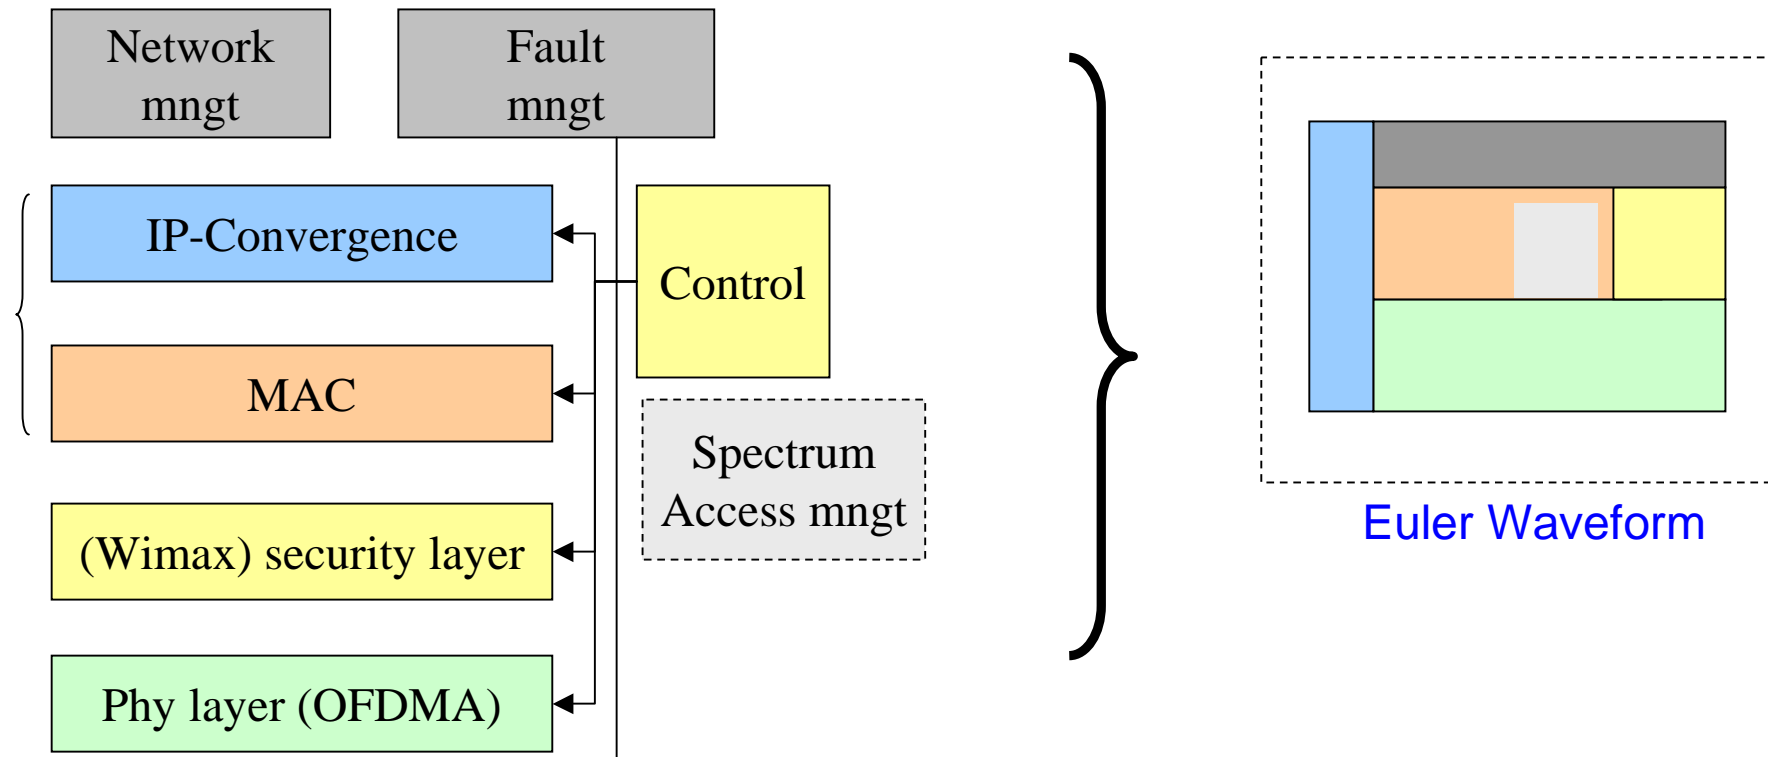 Network
mngt
Fault
mngt
IP-Convergence
Control
MAC
Spectrum
Access mngt
(Wimax) security layer
Phy layer (OFDMA)
Euler Waveform